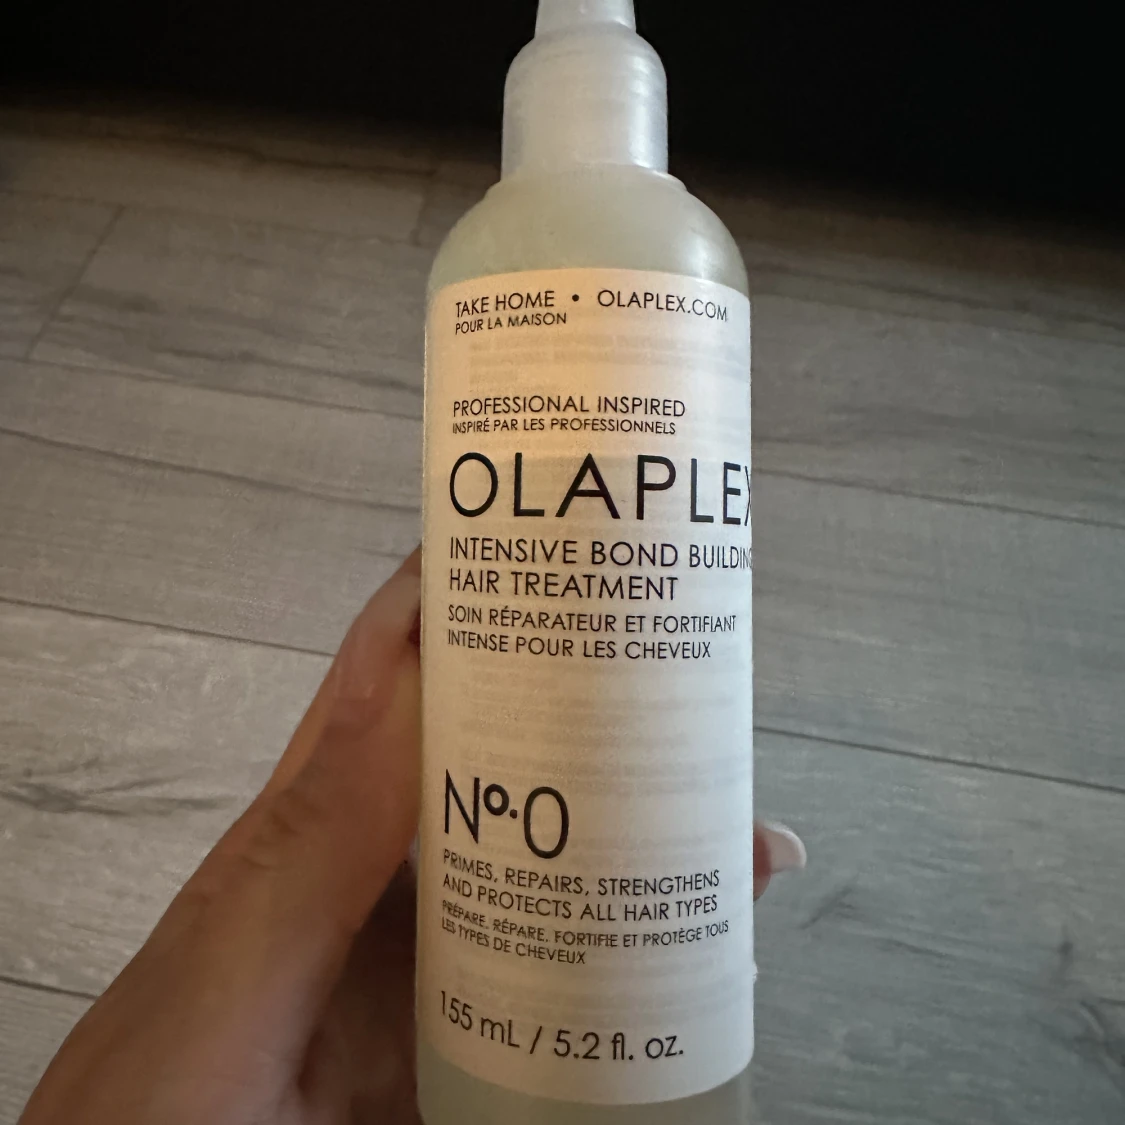 TAKE HOME • OLAPLEX.COM
POUR LA MAISON
PROFESSIONAL INSPIRED
INSPIRÉ PAR LES PROFESSIONNELS
OLAPLEX
INTENSIVE BOND BUILDING
HAIR TREATMENT
SOIN RÉPARATEUR ET FORTIFIANT
INTENSE POUR LES CHEVEUX
Nº.0
PRIMES, REPAIRS, STRENGTHENS
AND PROTECTS ALL HAIR TYPES
PRÉPARE, RÉPARE, FORTIFIE ET PROTÈGE TOUS
LES TYPES DE CHEVEUX
155 mL / 5.2 fl. oz.